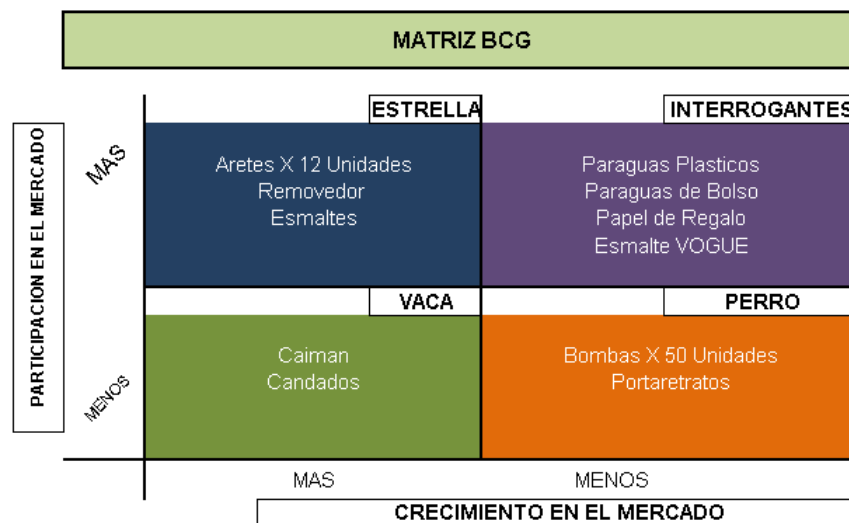 MATRIZ BCG
ESTRELLA
INTERROGANTES
PARTICIPACION EN EL MERCADO
MAS
Aretes X 12 Unidades
Removedor
Esmaltes
Paraguas Plasticos
Paraguas de Bolso
Papel de Regalo
Esmalte VOGUE
VACA
PERRO
MENOS
Caiman
Candados
Bombas X 50 Unidades
Portaretratos
MAS
MENOS
CRECIMIENTO EN EL MERCADO